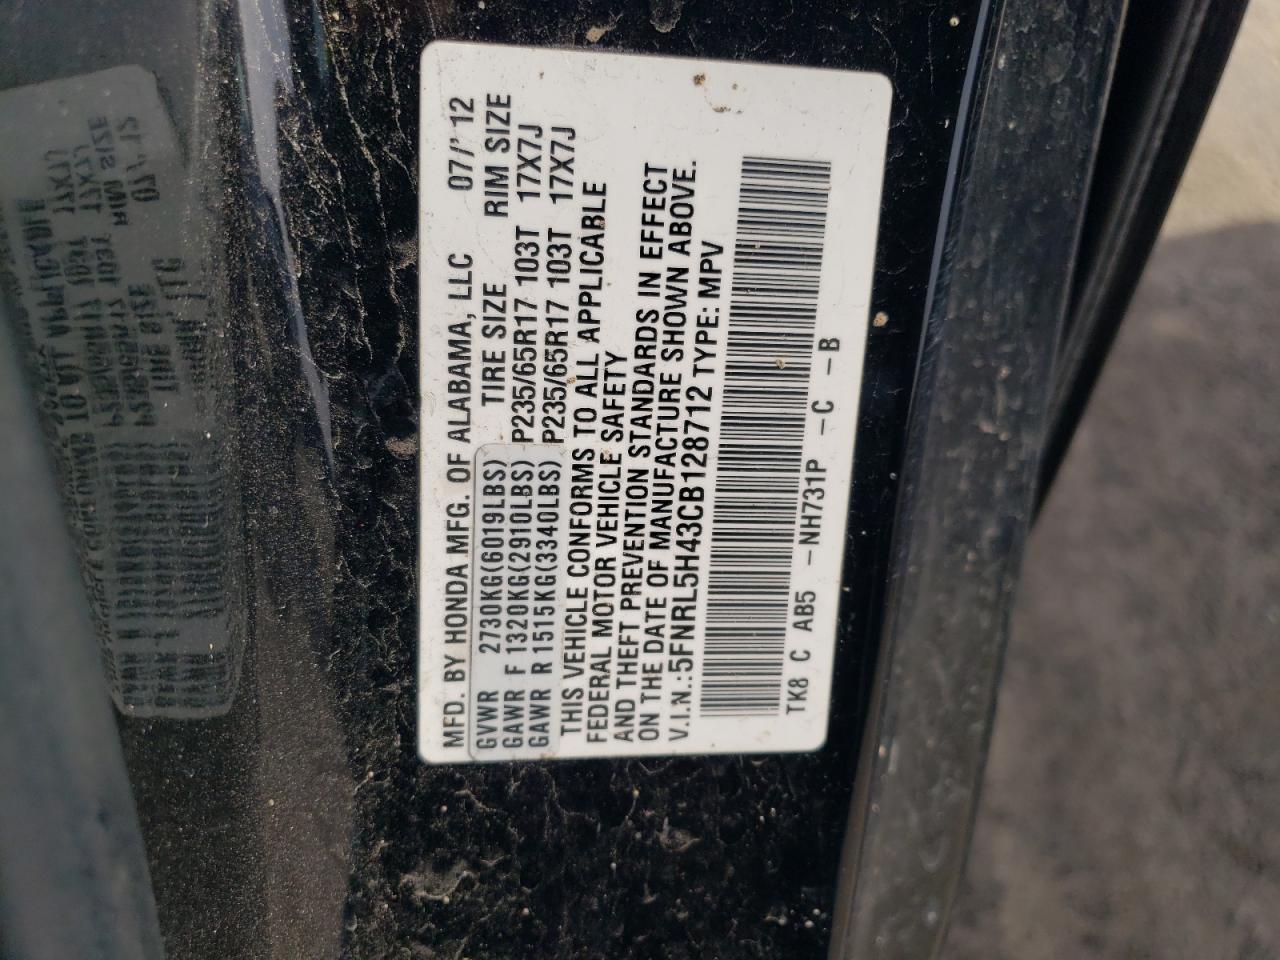 MFD. BY HONDA MFG. OF ALABAMA, LLC 07/'12
GVWR 2730KG(6019LBS) TIRE SIZE RIM SIZE
GAWR F 1320KG(2910LBS) P235/65R17 103T 17X7J
GAWR R 1515KG(3340LBS) P235/65R17 103T 17X7J
THIS VEHICLE CONFORMS TO ALL APPLICABLE
FEDERAL MOTOR VEHICLE SAFETY
AND THEFT PREVENTION STANDARDS IN EFFECT
ON THE DATE OF MANUFACTURE SHOWN ABOVE.
V.I.N.:5FNRL5H43CB128712 TYPE: MPV
TK8 C AB5 -NH731P -C -B